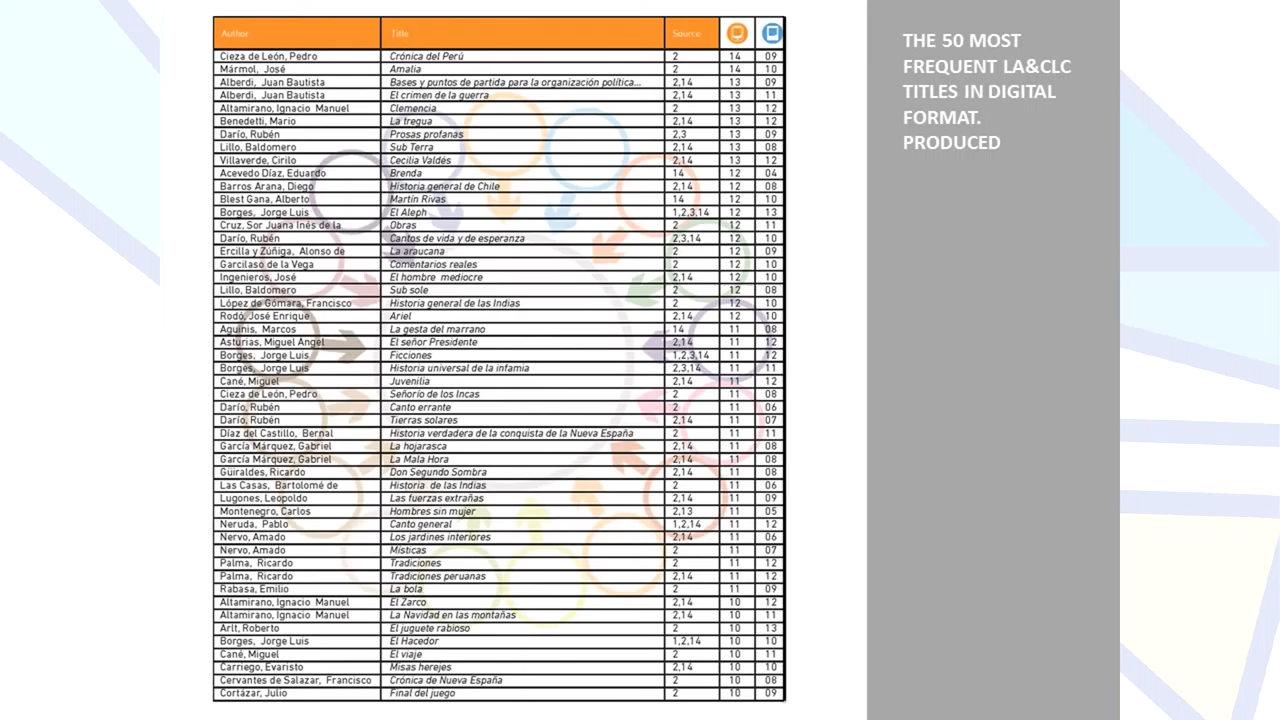 Author Title Source
Cieza de León, Pedro Crónica del Perú 2 14 09
Mármol, José Amalia 2 14 10
Alberdi, Juan Bautista Bases y puntos de partida para la organización política... 2,14 13 09
Alberdi, Juan Bautista El crimen de la guerra 2,14 13 11
Altamirano, Ignacio Manuel Clemencia 2 13 12
Benedetti, Mario La tregua 2,14 13 12
Darío, Rubén Prosas profanas 2,3 13 09
Lillo, Baldomero Sub Terra 2,14 13 08
Villaverde, Cirilo Cecilia Valdés 2,14 13 12
Acevedo Díaz, Eduardo Brenda 14 12 04
Barros Arana, Diego Historia general de Chile 2,14 12 08
Blest Gana, Alberto Martín Rivas 14 12 10
Borges, Jorge Luis El Aleph 1,2,3,14 12 13
Cruz, Sor Juana Inés de la Obras 2 12 11
Darío, Rubén Cantos de vida y de esperanza 2,3,14 12 10
Ercilla y Zúñiga, Alonso de La araucana 2 12 09
Garcilaso de la Vega Comentarios reales 2 12 10
Ingenieros, José El hombre mediocre 2,14 12 10
Lillo, Baldomero Sub sole 2 12 08
López de Gómara, Francisco Historia general de las Indias 2 12 10
Rodó, José Enrique Ariel 2,14 12 10
Aguinis, Marcos La gesta del marrano 14 11 08
Asturias, Miguel Angel El señor Presidente 2,14 11 12
Borges, Jorge Luis Ficciones 1,2,3,14 11 12
Borges, Jorge Luis Historia universal de la infamia 2,3,14 11 11
Cané, Miguel Juvenilia 2,14 11 12
Cieza de León, Pedro Señorío de los Incas 2 11 08
Darío, Rubén Canto errante 2 11 06
Darío, Rubén Tierras solares 2,14 11 07
Díaz del Castillo, Bernal Historia verdadera de la conquista de la Nueva España 2 11 11
García Márquez, Gabriel La hojarasca 2,14 11 08
García Márquez, Gabriel La Mala Hora 2,14 11 08
Güiraldes, Ricardo Don Segundo Sombra 2,14 11 08
Las Casas, Bartolomé de Historia de las Indias 2 11 06
Lugones, Leopoldo Las fuerzas extrañas 2,14 11 09
Montenegro, Carlos Hombres sin mujer 2,13 11 05
Neruda, Pablo Canto general 1,2,14 11 12
Nervo, Amado Los jardines interiores 2,14 11 06
Nervo, Amado Místicas 2 11 07
Palma, Ricardo Tradiciones 2 11 12
Palma, Ricardo Tradiciones peruanas 2,14 11 12
Rabasa, Emilio La bola 2 11 09
Altamirano, Ignacio Manuel El Zarco 2,14 10 12
Altamirano, Ignacio Manuel La Navidad en las montañas 2,14 10 11
Arlt, Roberto El juguete rabioso 2 10 13
Borges, Jorge Luis El Hacedor 1,2,14 10 10
Cané, Miguel El viaje 2 10 11
Carriego, Evaristo Misas herejes 2,14 10 10
Cervantes de Salazar, Francisco Crónica de Nueva España 2 10 08
Cortázar, Julio Final del juego 2 10 09
THE 50 MOST
FREQUENT LA&CLC
TITLES IN DIGITAL
FORMAT.
PRODUCED